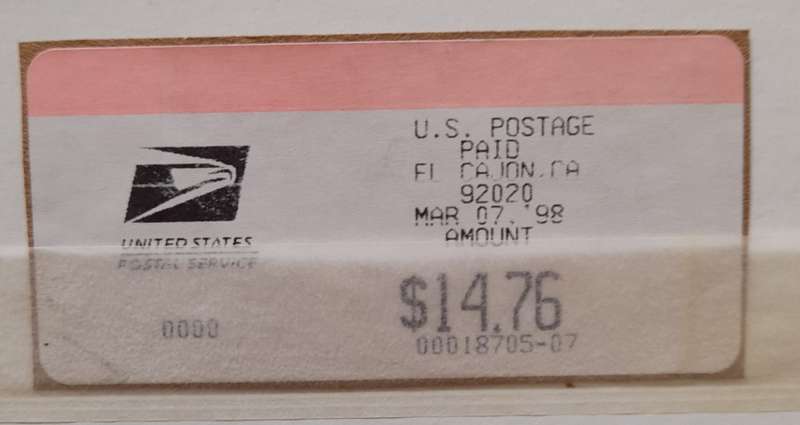 U.S. POSTAGE
PAID
EL CAJON, CA
92020
MAR 07, '98
AMOUNT
$14.76
00018705-07
UNITED STATES
POSTAL SERVICE
0000